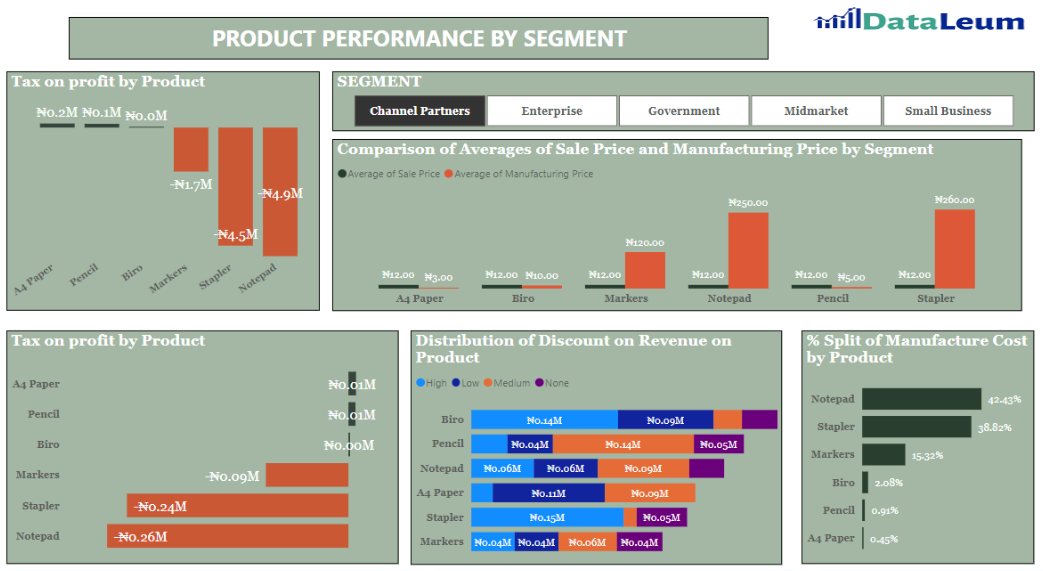 PRODUCT PERFORMANCE BY SEGMENT
DataLeum
Tax on profit by Product
₦0.2M ₦0.1M ₦0.0M
-₦1.7M
-₦4.5M
-₦4.9M
A4 Paper Pencil Biro Markers Stapler Notepad
SEGMENT
Channel Partners Enterprise Government Midmarket Small Business
Comparison of Averages of Sale Price and Manufacturing Price by Segment
Average of Sale Price Average of Manufacturing Price
₦12.00 ₦3.00 ₦12.00 ₦10.00 ₦12.00 ₦120.00 ₦12.00 ₦250.00 ₦12.00 ₦5.00 ₦12.00 ₦260.00
A4 Paper Biro Markers Notepad Pencil Stapler
Tax on profit by Product
A4 Paper ₦0.01M
Pencil ₦0.01M
Biro ₦0.00M
Markers -₦0.09M
Stapler -₦0.24M
Notepad -₦0.26M
Distribution of Discount on Revenue on
Product
High Low Medium None
Biro ₦0.14M ₦0.09M
Pencil ₦0.04M ₦0.14M ₦0.05M
Notepad ₦0.06M ₦0.06M ₦0.09M
A4 Paper ₦0.11M ₦0.09M
Stapler ₦0.15M ₦0.05M
Markers ₦0.04M ₦0.04M ₦0.06M ₦0.04M
% Split of Manufacture Cost
by Product
Notepad 42.43%
Stapler 38.82%
Markers 15.32%
Biro 2.08%
Pencil 0.91%
A4 Paper 0.45%